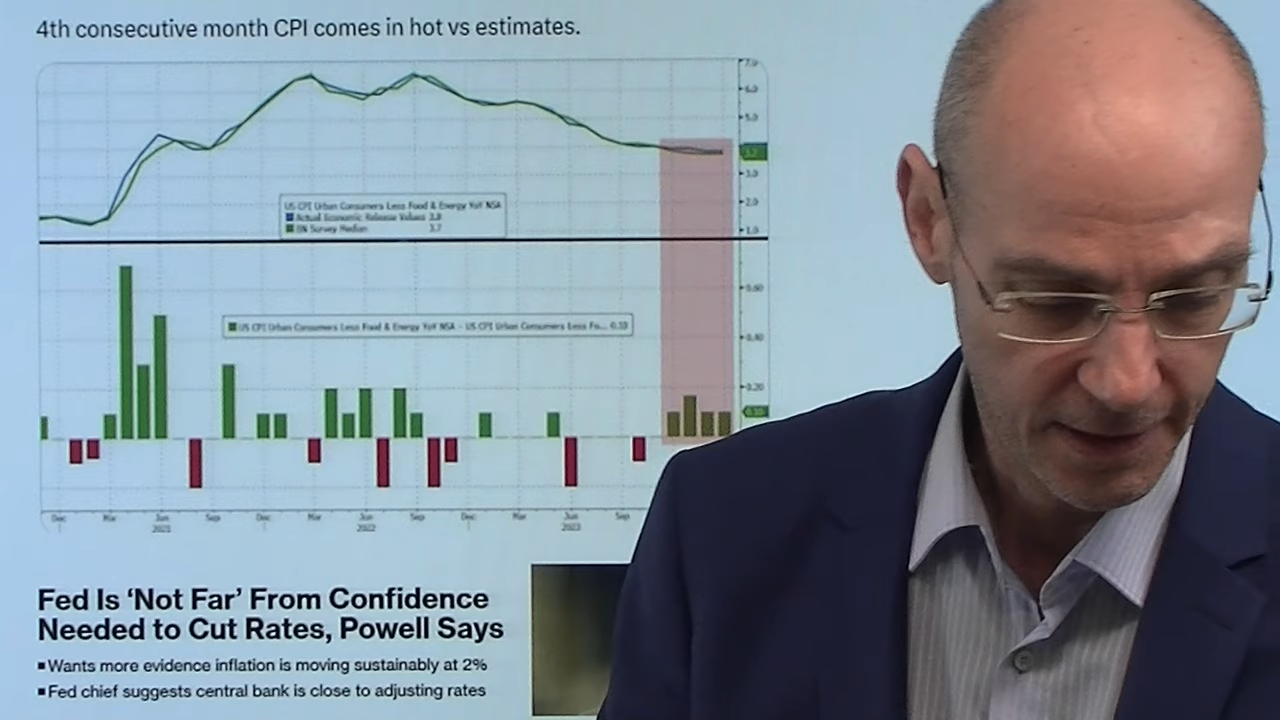 4th consecutive month CPI comes in hot vs estimates.
7.0
6.0
5.0
3.2
3.0
2.0
1.0
US CPI Urban Consumers Less Food & Energy YoY NSA
Actual Economic Release Values 3.8
BN Survey Median 3.7
0.60
US CPI Urban Consumers Less Food & Energy YoY NSA - US CPI Urban Consumers Less Fo... 0.10
0.40
0.20
0.10
Dec Mar Jun Sep Dec Mar Jun Sep Dec Mar Jun Sep
2021 2022 2023
Fed Is ‘Not Far’ From Confidence
Needed to Cut Rates, Powell Says
▪ Wants more evidence inflation is moving sustainably at 2%
▪ Fed chief suggests central bank is close to adjusting rates